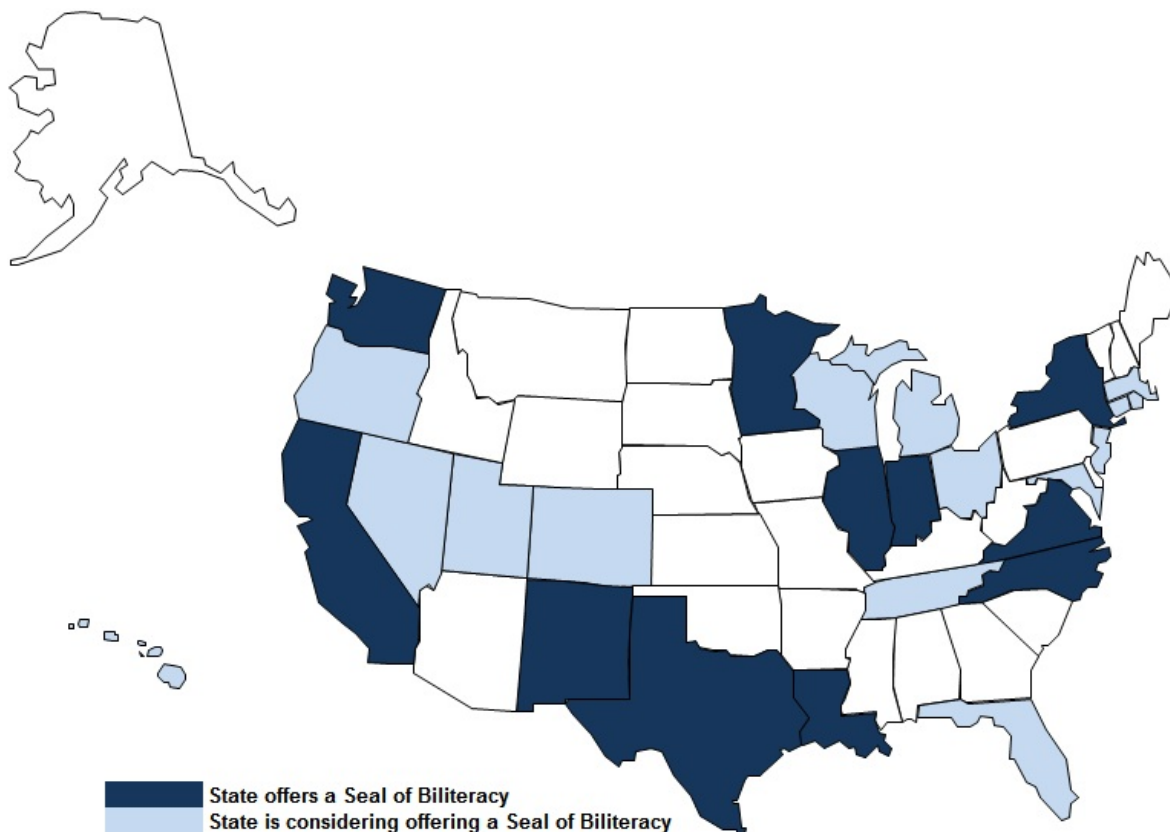 State offers a Seal of Biliteracy
State is considering offering a Seal of Biliteracy